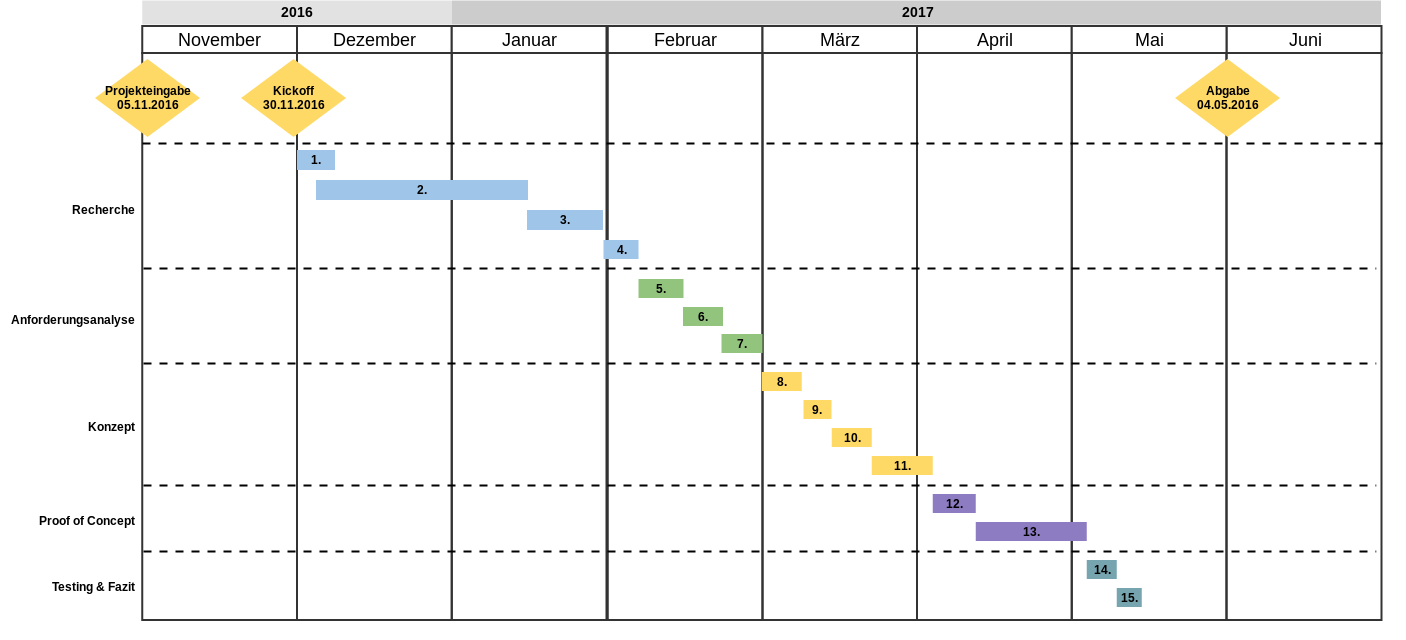 2016
2017
November
Dezember
Januar
Februar
März
April
Mai
Juni
Projekteingabe
05.11.2016
Kickoff
30.11.2016
Abgabe
04.05.2016
Recherche
1.
2.
3.
4.
Anforderungsanalyse
5.
6.
7.
Konzept
8.
9.
10.
11.
Proof of Concept
12.
13.
Testing & Fazit
14.
15.